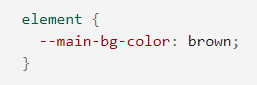 element {
  --main-bg-color: brown;
}